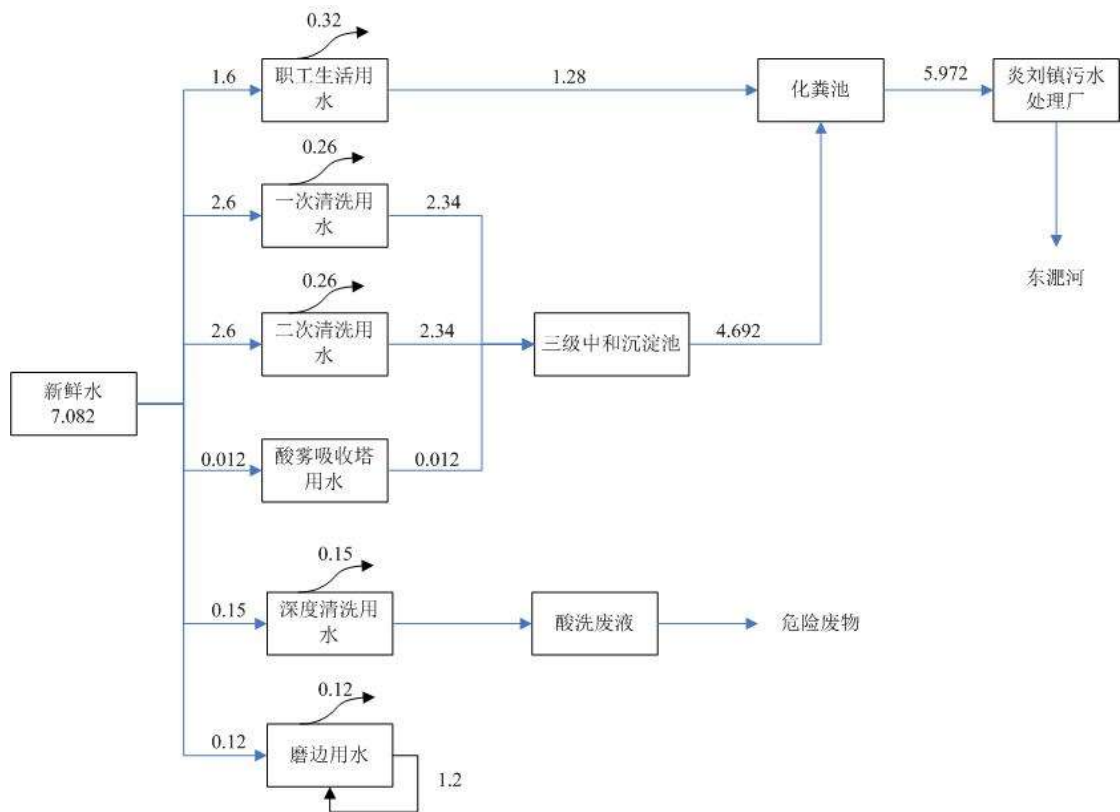 0.32
1.6
职工生活用
水
1.28
化粪池
5.972
炎刘镇污水
处理厂
0.26
2.6
一次清洗用
水
2.34
东淝河
0.26
2.6
二次清洗用
水
2.34
三级中和沉淀池
4.692
新鲜水
7.082
0.012
酸雾吸收塔
用水
0.012
0.15
0.15
深度清洗用
水
酸洗废液
危险废物
0.12
0.12
磨边用水
1.2